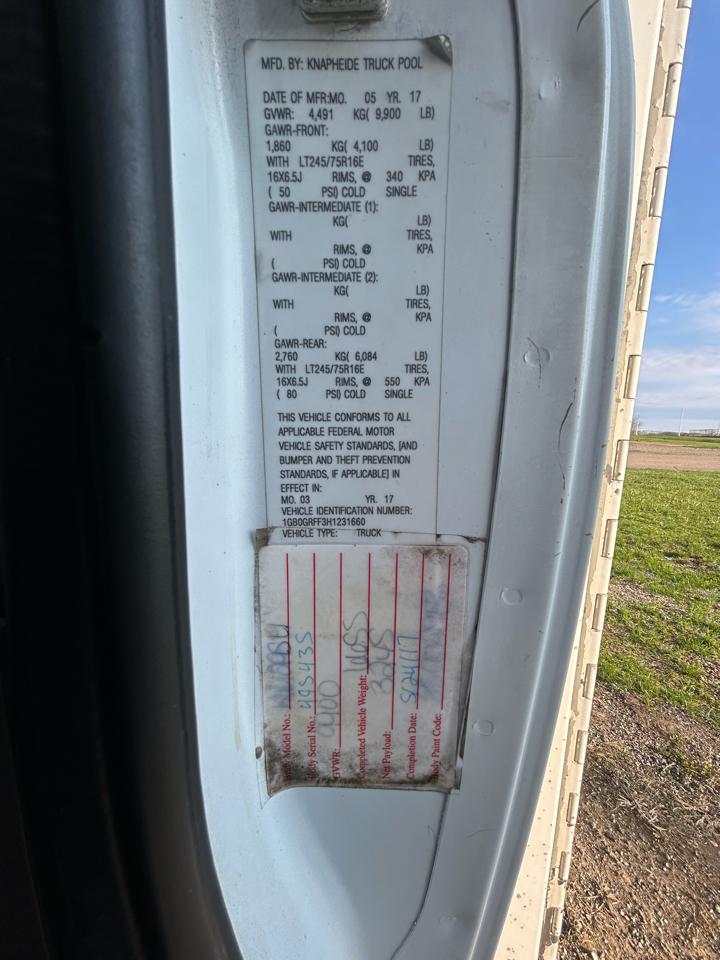 MFD. BY: KNAPHEIDE TRUCK POOL
DATE OF MFR:MO. 05 YR. 17
GVWR: 4,491 KG( 9,900 LB)
GAWR-FRONT:
1,860 KG( 4,100 LB)
WITH LT245/75R16E TIRES,
16X6.5J RIMS, @ 340 KPA
( 50 PSI) COLD SINGLE
GAWR-INTERMEDIATE (1):
KG( LB)
WITH TIRES,
RIMS, @ KPA
( PSI) COLD
GAWR-INTERMEDIATE (2):
KG( LB)
WITH TIRES,
RIMS, @ KPA
( PSI) COLD
GAWR-REAR:
2,760 KG( 6,084 LB)
WITH LT245/75R16E TIRES,
16X6.5J RIMS, @ 550 KPA
( 80 PSI) COLD SINGLE
THIS VEHICLE CONFORMS TO ALL
APPLICABLE FEDERAL MOTOR
VEHICLE SAFETY STANDARDS, [AND
BUMPER AND THEFT PREVENTION
STANDARDS, IF APPLICABLE] IN
EFFECT IN:
MO. 03 YR. 17
VEHICLE IDENTIFICATION NUMBER:
1GB0GRFF3H1231660
VEHICLE TYPE: TRUCK
Model No.:
Body Serial No.: 495435
GVWR:
Completed Vehicle Weight:
Net Payload: 3245
Completion Date: 5/24/17
Body Paint Code: